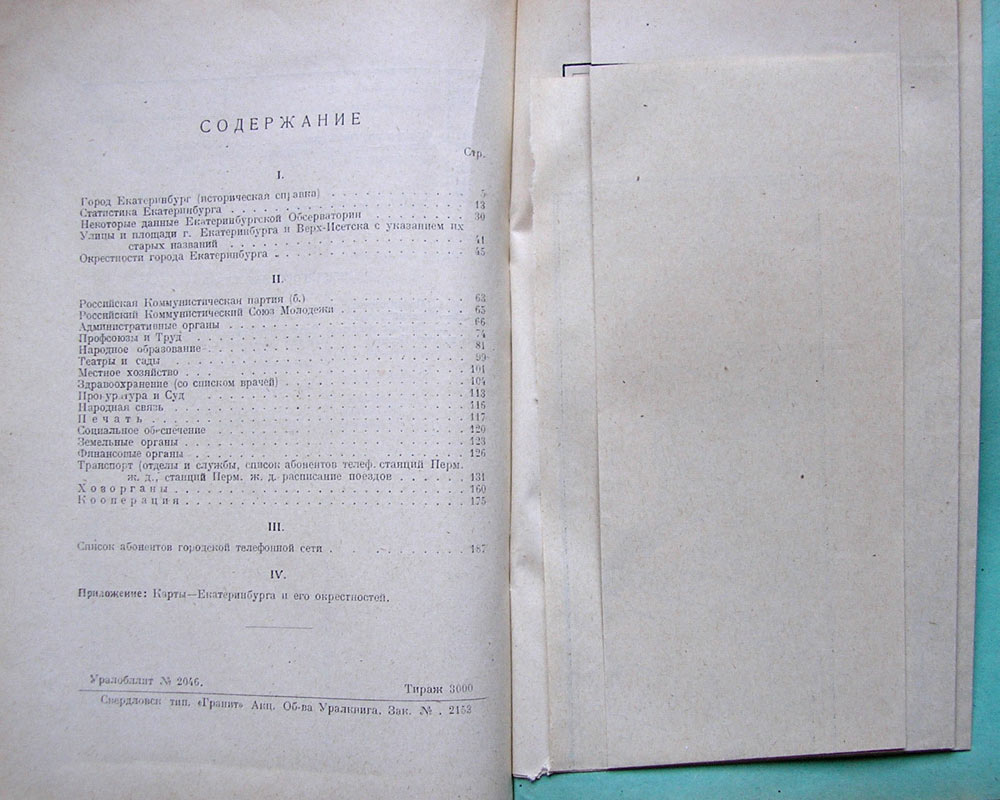 СОДЕРЖАНИЕ
Стр.
I.
Город Екатеринбург (историческая справка) . . . . . . . . . . 5
Статистика Екатеринбурга . . . . . . . . . . 13
Некоторые данные Екатеринбургской Обсерватории . . . . . . . 30
Улицы и площади г. Екатеринбурга и Верх-Исетска с указанием их
старых названий . . . . . . . . . . 41
Окрестности города Екатеринбурга . . . . . . . . . . 45
II.
Российская Коммунистическая партия (б.) . . . . . . . . . . 63
Российский Коммунистический Союз Молодежи . . . . . . . . . . 65
Административные органы . . . . . . . . . . 66
Профсоюзы и Труд . . . . . . . . . . 74
Народное образование . . . . . . . . . . 81
Театры и сады . . . . . . . . . . 99
Местное хозяйство . . . . . . . . . . 101
Здравоохранение (со списком врачей) . . . . . . . . . . 104
Прокуратура и Суд . . . . . . . . . . 113
Народная связь . . . . . . . . . . 116
Печать . . . . . . . . . . 117
Социальное обеспечение . . . . . . . . . . 120
Земельные органы . . . . . . . . . . 123
Финансовые органы . . . . . . . . . . 126
Транспорт (отделы и службы, список абонентов телеф. станций Перм.
ж. д., станций Перм. ж. д. расписание поездов . . . . . . 131
Хозорганы . . . . . . . . . . 160
Кооперация . . . . . . . . . . 175
III.
Список абонентов городской телефонной сети . . . . . . . . . . 187
IV.
Приложение: Карты—Екатеринбурга и его окрестностей.
Уралобллит № 2046.
Тираж 3000
Свердловск тип. «Гранит» Акц. Об-ва Уралкнига. Зак. № . 2153